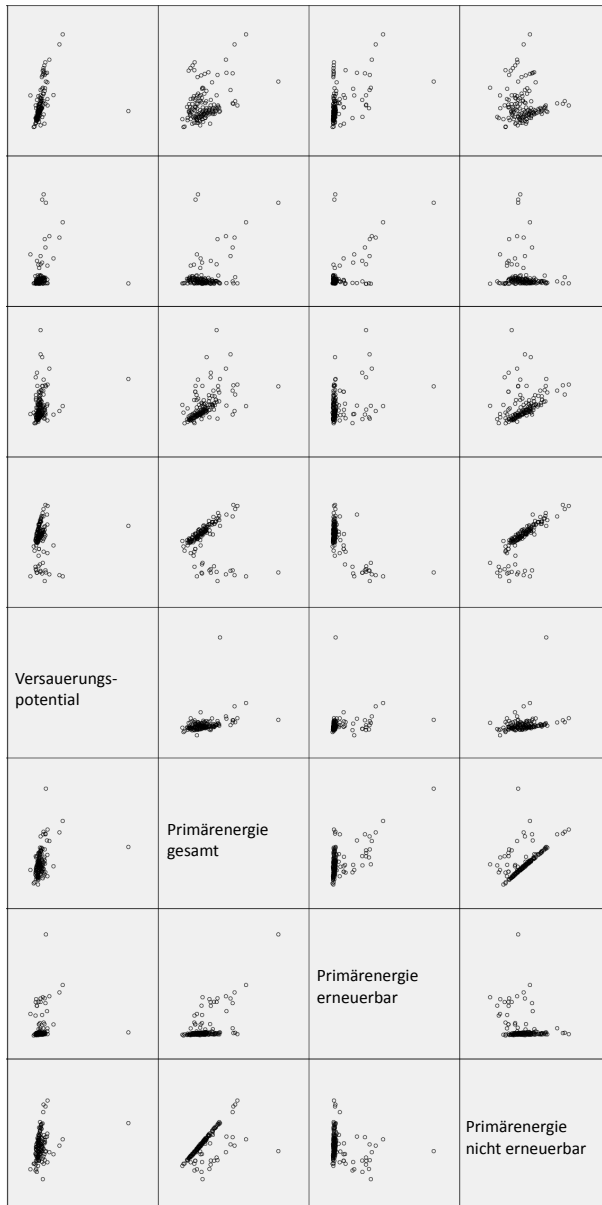 Versauerungs-
potential
Primärenergie
gesamt
Primärenergie
erneuerbar
Primärenergie
nicht erneuerbar